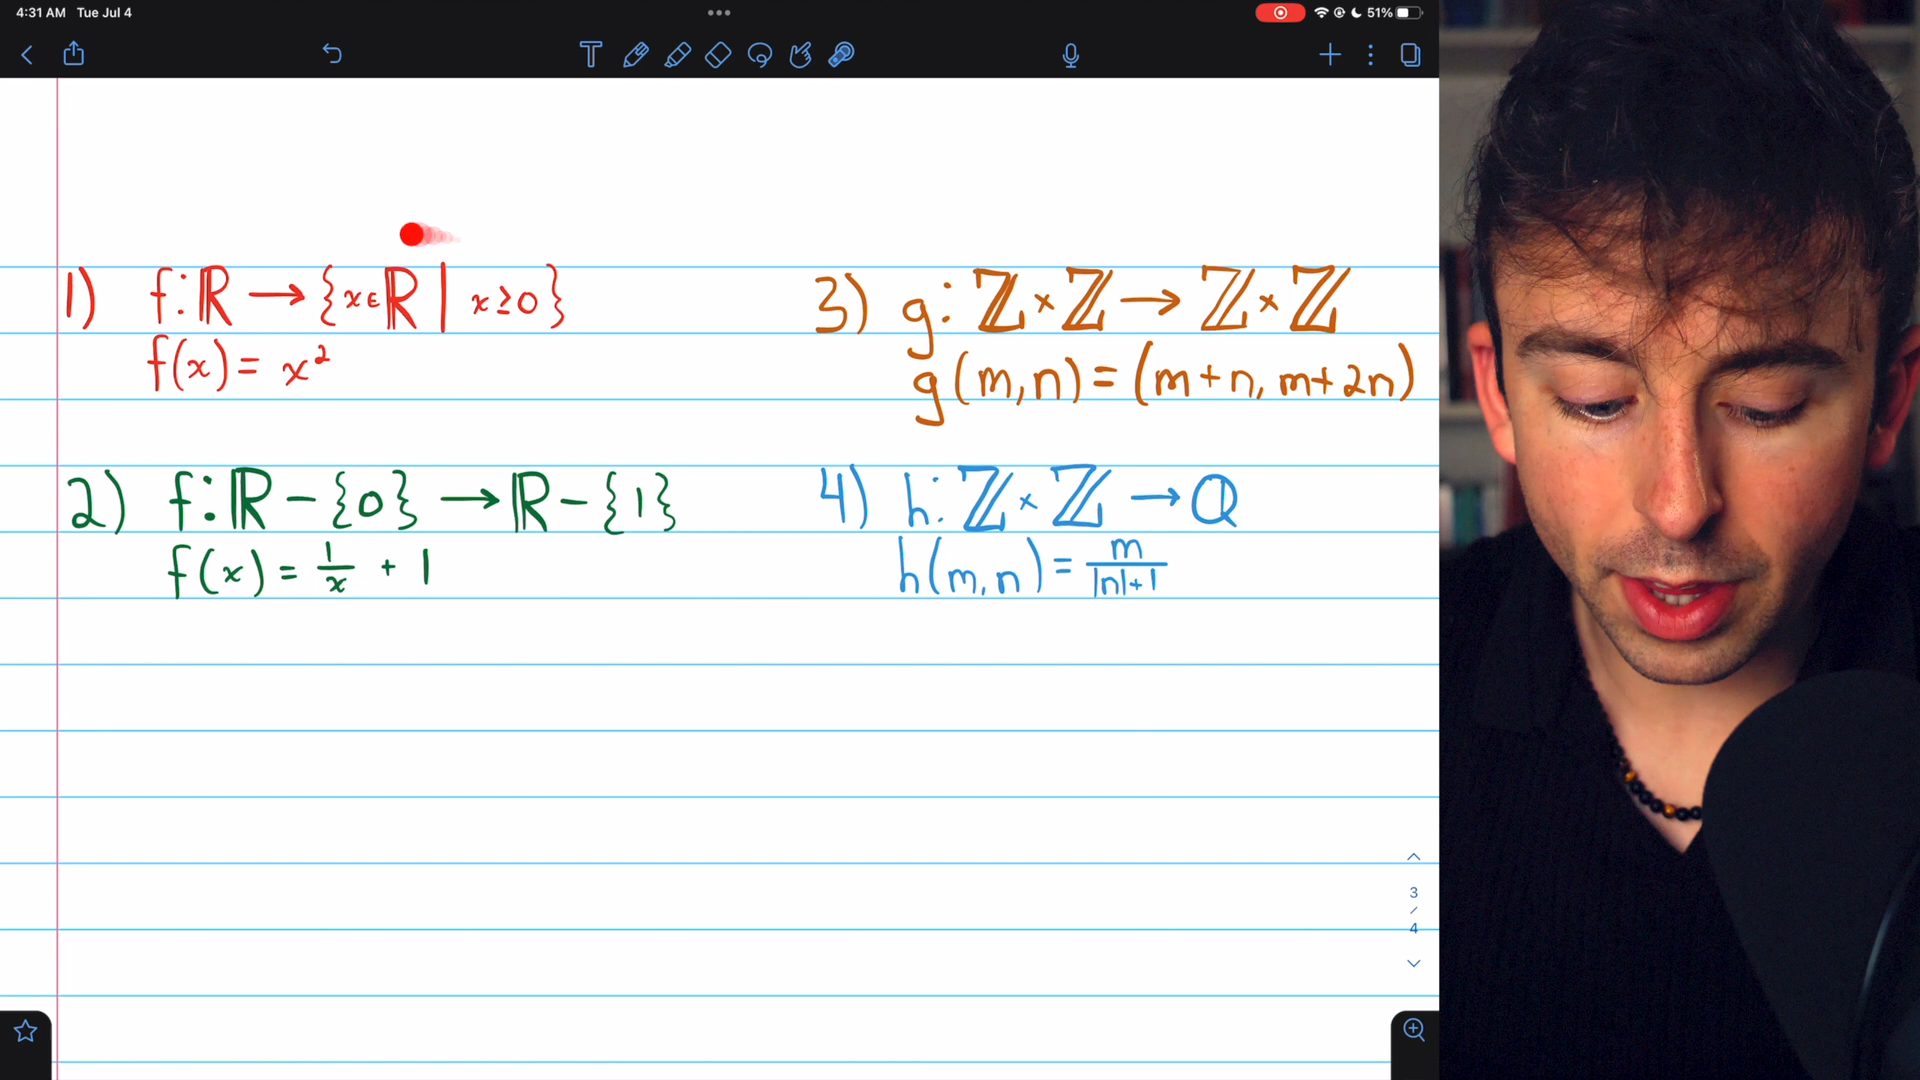 4:31 AM Tue Jul 4
51%
1) f: ℝ → {x ∈ ℝ | x ≥ 0}
f(x) = x²
2) f: ℝ - {0} → ℝ - {1}
f(x) = 1/x + 1
3) g: ℤ × ℤ → ℤ × ℤ
g(m,n) = (m+n, m+2n)
4) h: ℤ × ℤ → ℚ
h(m,n) = m/(|n|+1)
3
/
4